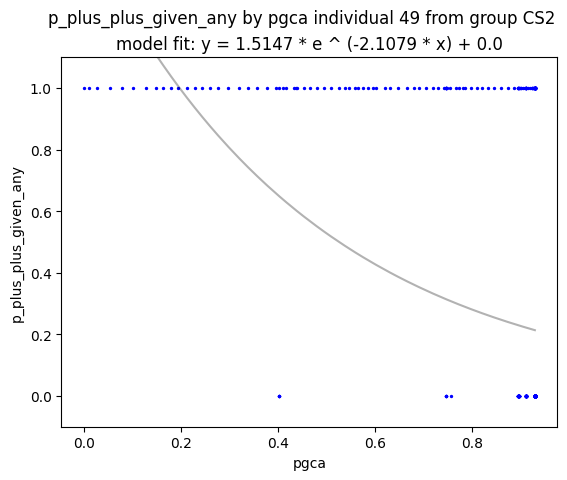 p_plus_plus_given_any by pgca individual 49 from group CS2
model fit: y = 1.5147 * e ^ (-2.1079 * x) + 0.0
1.0
0.8
0.6
0.4
0.2
0.0
p_plus_plus_given_any
0.0 0.2 0.4 0.6 0.8
pgca